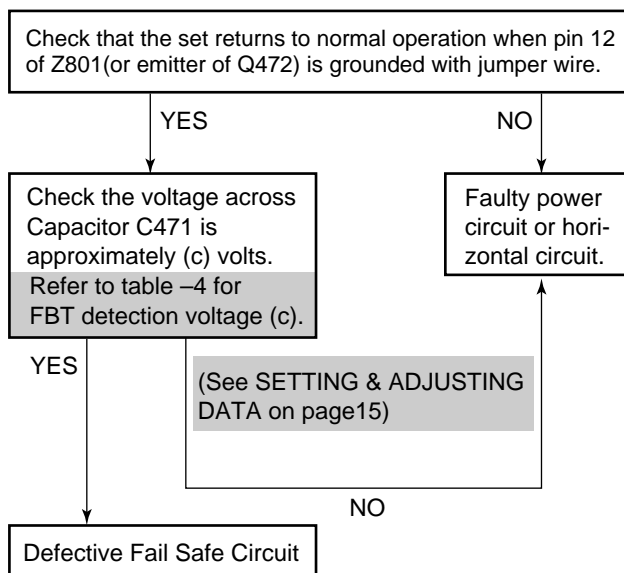 Check that the set returns to normal operation when pin 12
of Z801(or emitter of Q472) is grounded with jumper wire.
YES
NO
Check the voltage across
Capacitor C471 is
approximately (c) volts.
Refer to table –4 for
FBT detection voltage (c).
Faulty power
circuit or hori-
zontal circuit.
YES
(See SETTING & ADJUSTING
DATA on page15)
NO
Defective Fail Safe Circuit